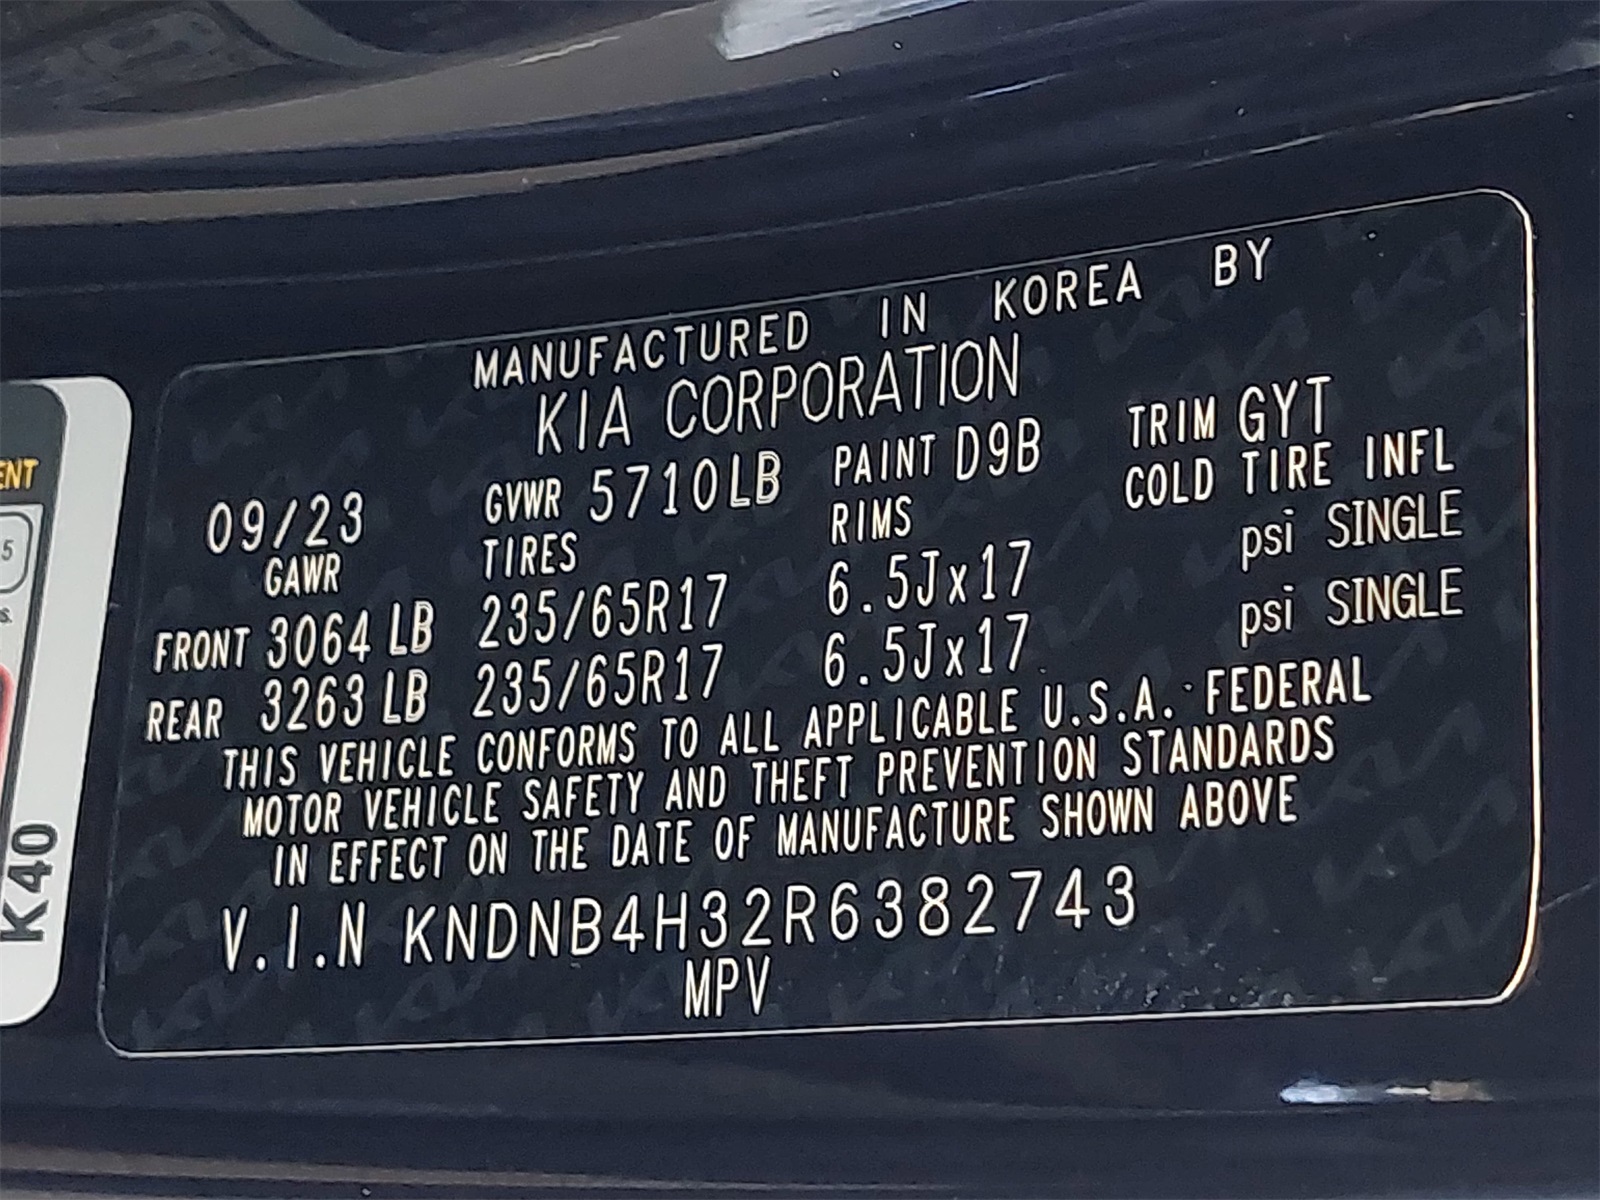 MANUFACTURED IN KOREA BY
KIA CORPORATION
09/23 GVWR 5710LB PAINT D9B TRIM GYT
GAWR TIRES RIMS COLD TIRE INFL
FRONT 3064 LB 235/65R17 6.5Jx17 psi SINGLE
REAR 3263 LB 235/65R17 6.5Jx17 psi SINGLE
THIS VEHICLE CONFORMS TO ALL APPLICABLE U.S.A. FEDERAL
MOTOR VEHICLE SAFETY AND THEFT PREVENTION STANDARDS
IN EFFECT ON THE DATE OF MANUFACTURE SHOWN ABOVE
V.I.N KNDNB4H32R6382743
MPV
ENT
5
K40